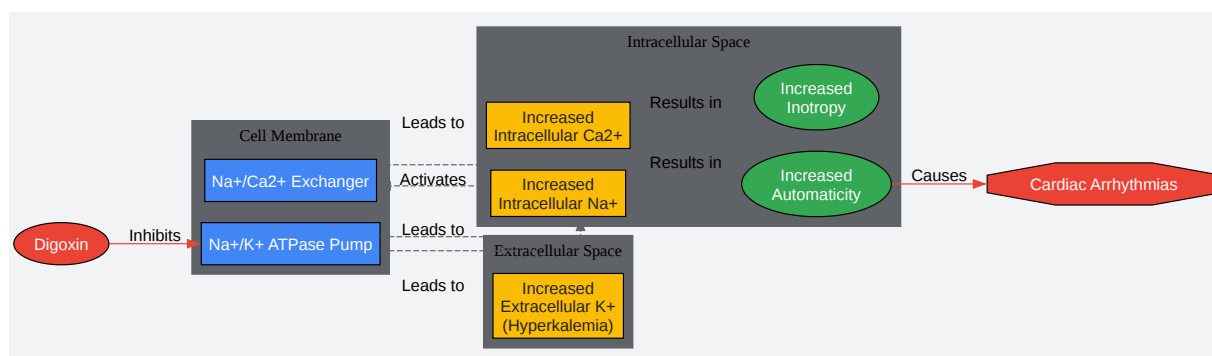 Intracellular Space
Increased
Inotropy
Results in
Increased
Intracellular Ca2+
Leads to
Cell Membrane
Na+/Ca2+ Exchanger
Activates
Increased
Intracellular Na+
Results in
Increased
Automaticity
Causes
Cardiac Arrhythmias
Digoxin
Inhibits
Na+/K+ ATPase Pump
Leads to
Extracellular Space
Leads to
Increased
Extracellular K+
(Hyperkalemia)